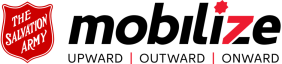 THE
SALVATION
ARMY
mobilize
UPWARD | OUTWARD | ONWARD